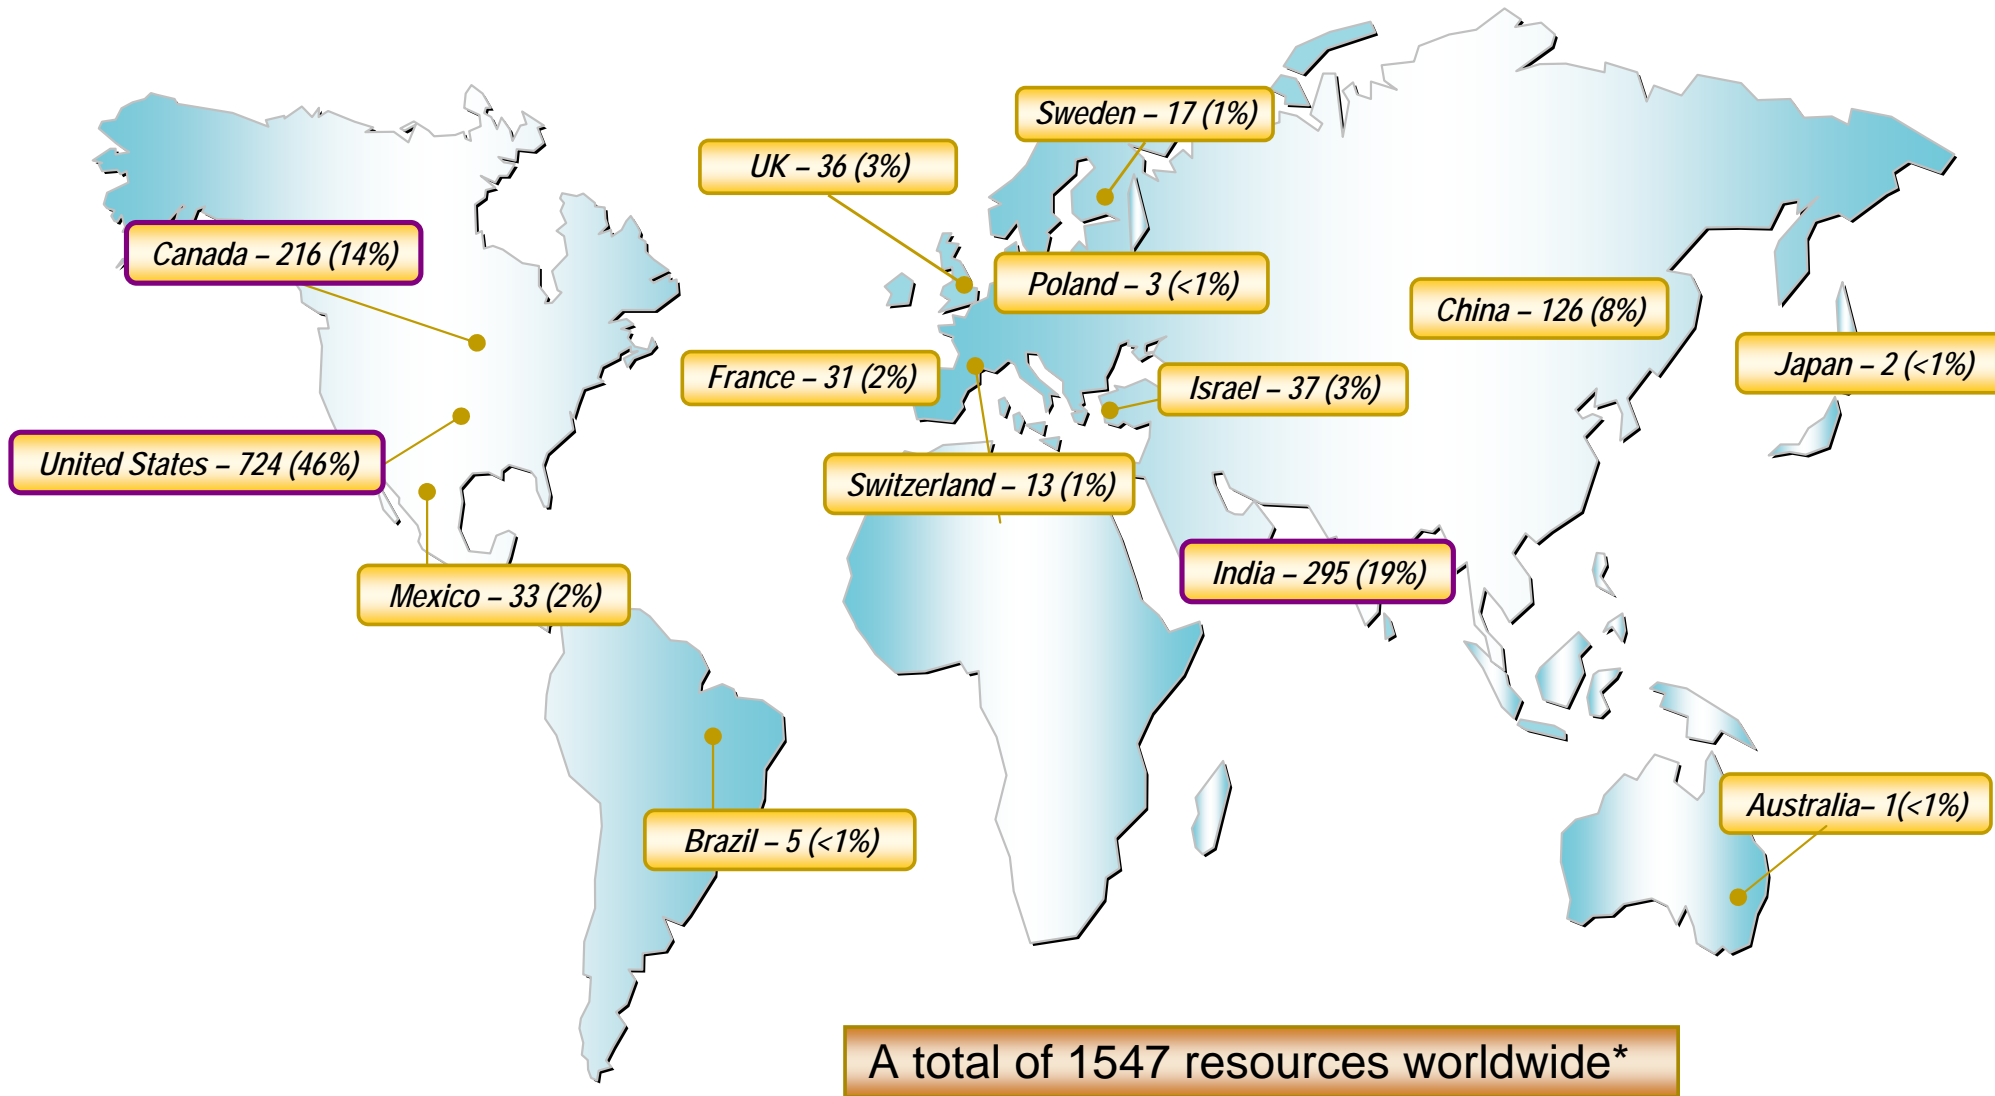 Sweden – 17 (1%)
UK – 36 (3%)
Canada – 216 (14%)
Poland – 3 (<1%)
China – 126 (8%)
Japan – 2 (<1%)
France – 31 (2%)
Israel – 37 (3%)
United States – 724 (46%)
Switzerland – 13 (1%)
India – 295 (19%)
Mexico – 33 (2%)
Australia– 1(<1%)
Brazil – 5 (<1%)
A total of 1547 resources worldwide*